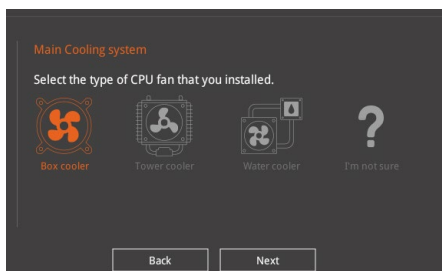 Main Cooling system
Select the type of CPU fan that you installed.
Box cooler Tower cooler Water cooler I'm not sure
Back Next